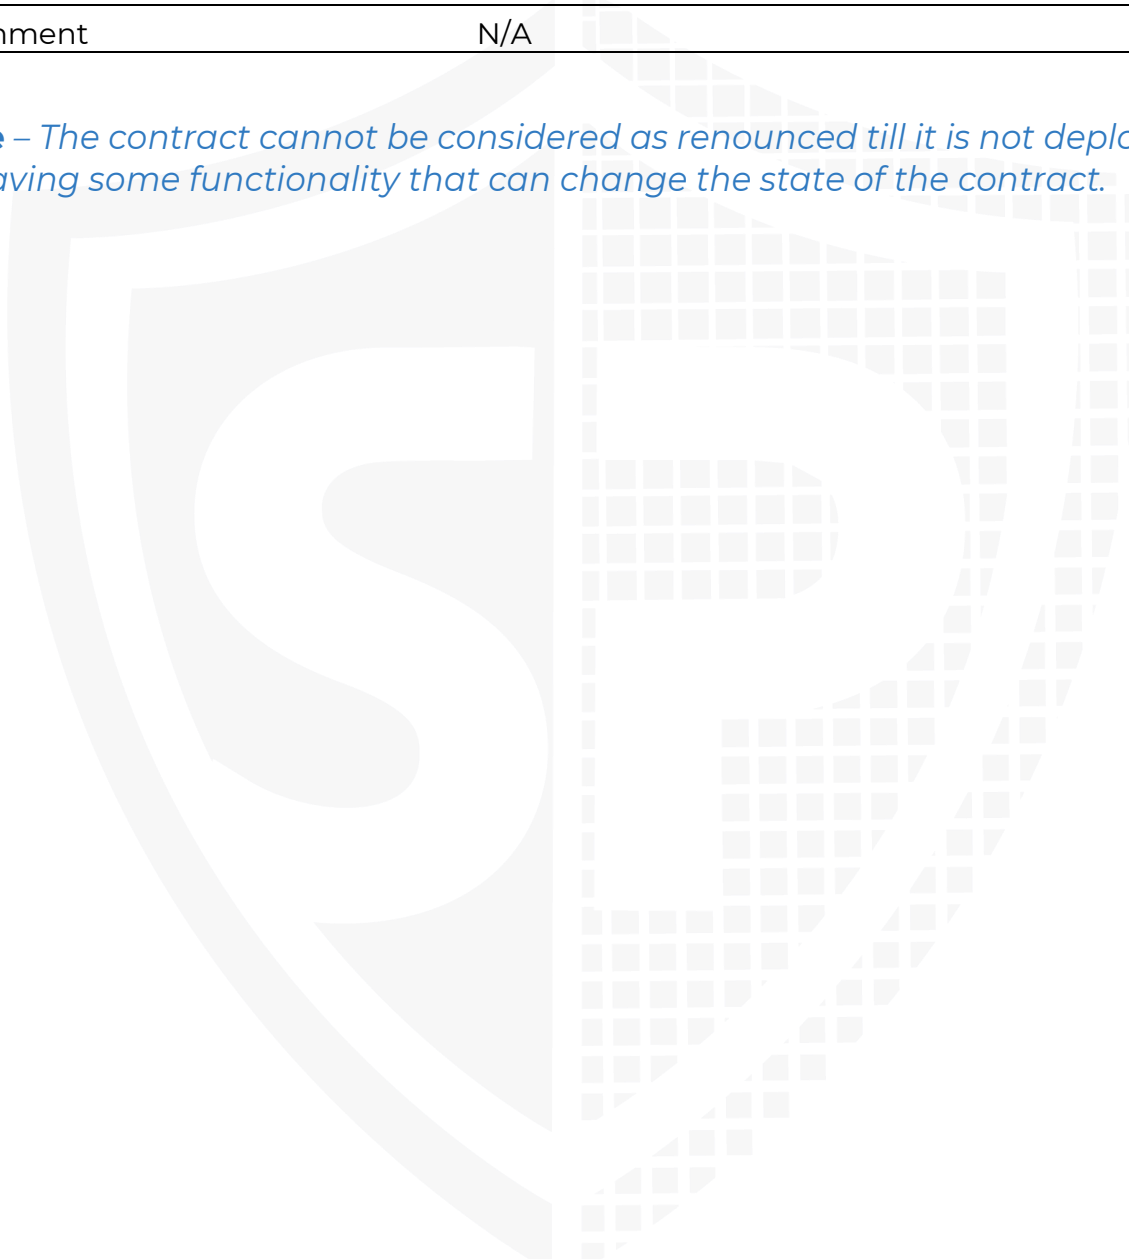 nment N/A
e – The contract cannot be considered as renounced till it is not deplo
aving some functionality that can change the state of the contract.
SP